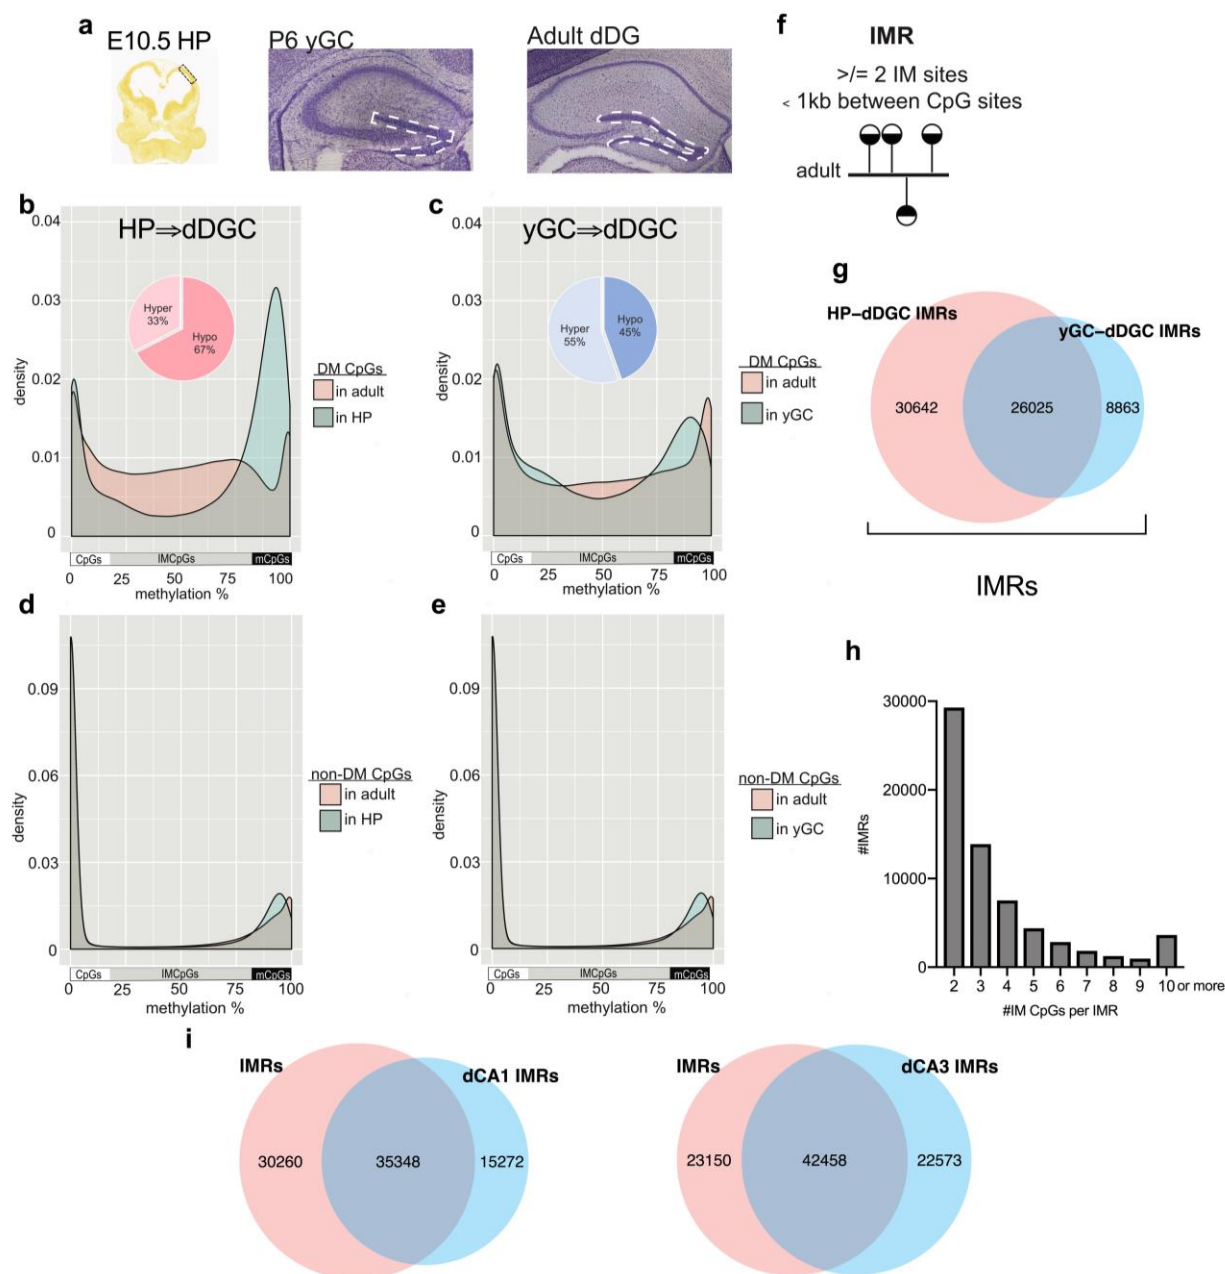 a
E10.5 HP
P6 yGC
Adult dDG
f
IMR
>/= 2 IM sites
< 1kb between CpG sites
adult
b
HP⇒dDGC
0.04
0.03
0.02
0.01
0
density
Hyper
33%
Hypo
67%
DM CpGs
in adult
in HP
CpGs
IMCpGs
mCpGs
0 25 50 75 100
methylation %
c
yGC⇒dDGC
0.04
0.03
0.02
0.01
0
density
Hyper
55%
Hypo
45%
DM CpGs
in adult
in yGC
CpGs
IMCpGs
mCpGs
0 25 50 75 100
methylation %
g
HP–dDGC IMRs
yGC–dDGC IMRs
30642
26025
8863
IMRs
d
0.09
0.06
0.03
0
density
non-DM CpGs
in adult
in HP
CpGs
IMCpGs
mCpGs
0 25 50 75 100
methylation %
e
0.09
0.06
0.03
0
density
non-DM CpGs
in adult
in yGC
CpGs
IMCpGs
mCpGs
0 25 50 75 100
methylation %
h
30000
20000
10000
0
#IMRs
2 3 4 5 6 7 8 9 10 or more
#IM CpGs per IMR
i
IMRs
dCA1 IMRs
30260
35348
15272
IMRs
dCA3 IMRs
23150
42458
22573